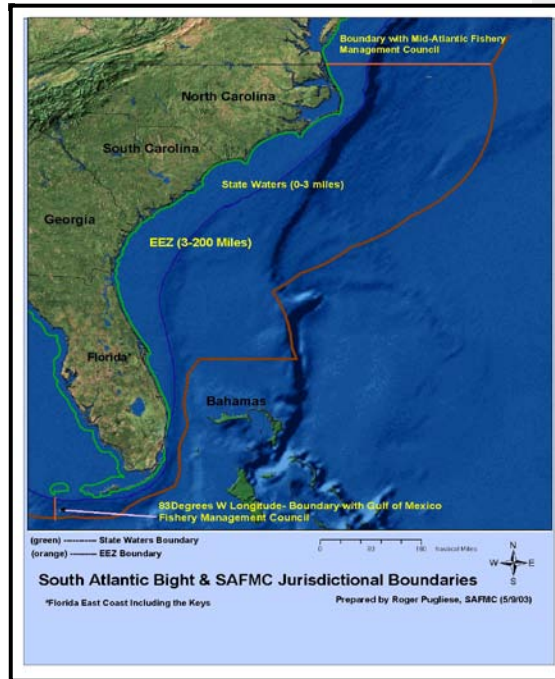 Boundary with Mid-Atlantic Fishery
Management Council
North Carolina
South Carolina
State Waters (0-3 miles)
Georgia
EEZ (3-200 Miles)
Florida*
Bahamas
83Degrees W Longitude- Boundary with Gulf of Mexico
Fishery Management Council
(green) ---------- State Waters Boundary
(orange) ---------- EEZ Boundary
0
Nautical Miles
N
W
E
S
South Atlantic Bight & SAFMC Jurisdictional Boundaries
*Florida East Coast Including the Keys
Prepared by Roger Pugliese, SAFMC (5/9/03)